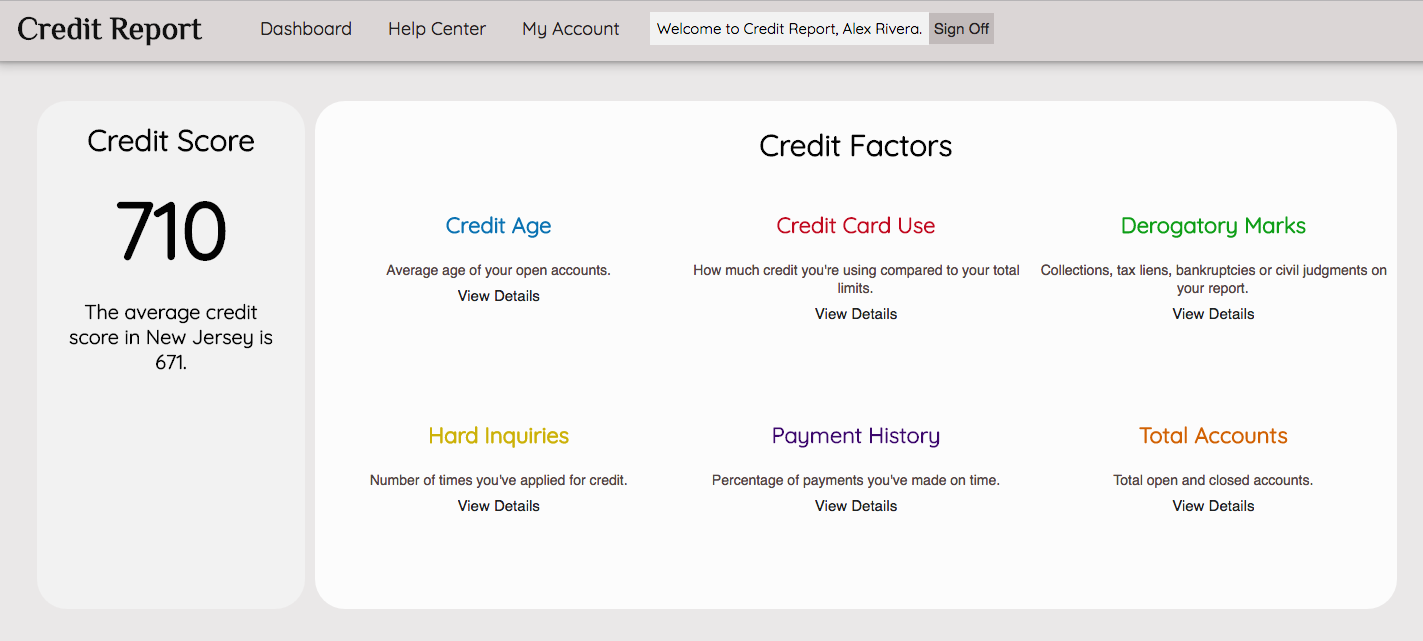 Credit Report
Dashboard
Help Center
My Account
Welcome to Credit Report, Alex Rivera.
Sign Off
Credit Score
710
The average credit
score in New Jersey is
671.
Credit Factors
Credit Age
Average age of your open accounts.
View Details
Credit Card Use
How much credit you're using compared to your total
limits.
View Details
Derogatory Marks
Collections, tax liens, bankruptcies or civil judgments on
your report.
View Details
Hard Inquiries
Number of times you've applied for credit.
View Details
Payment History
Percentage of payments you've made on time.
View Details
Total Accounts
Total open and closed accounts.
View Details